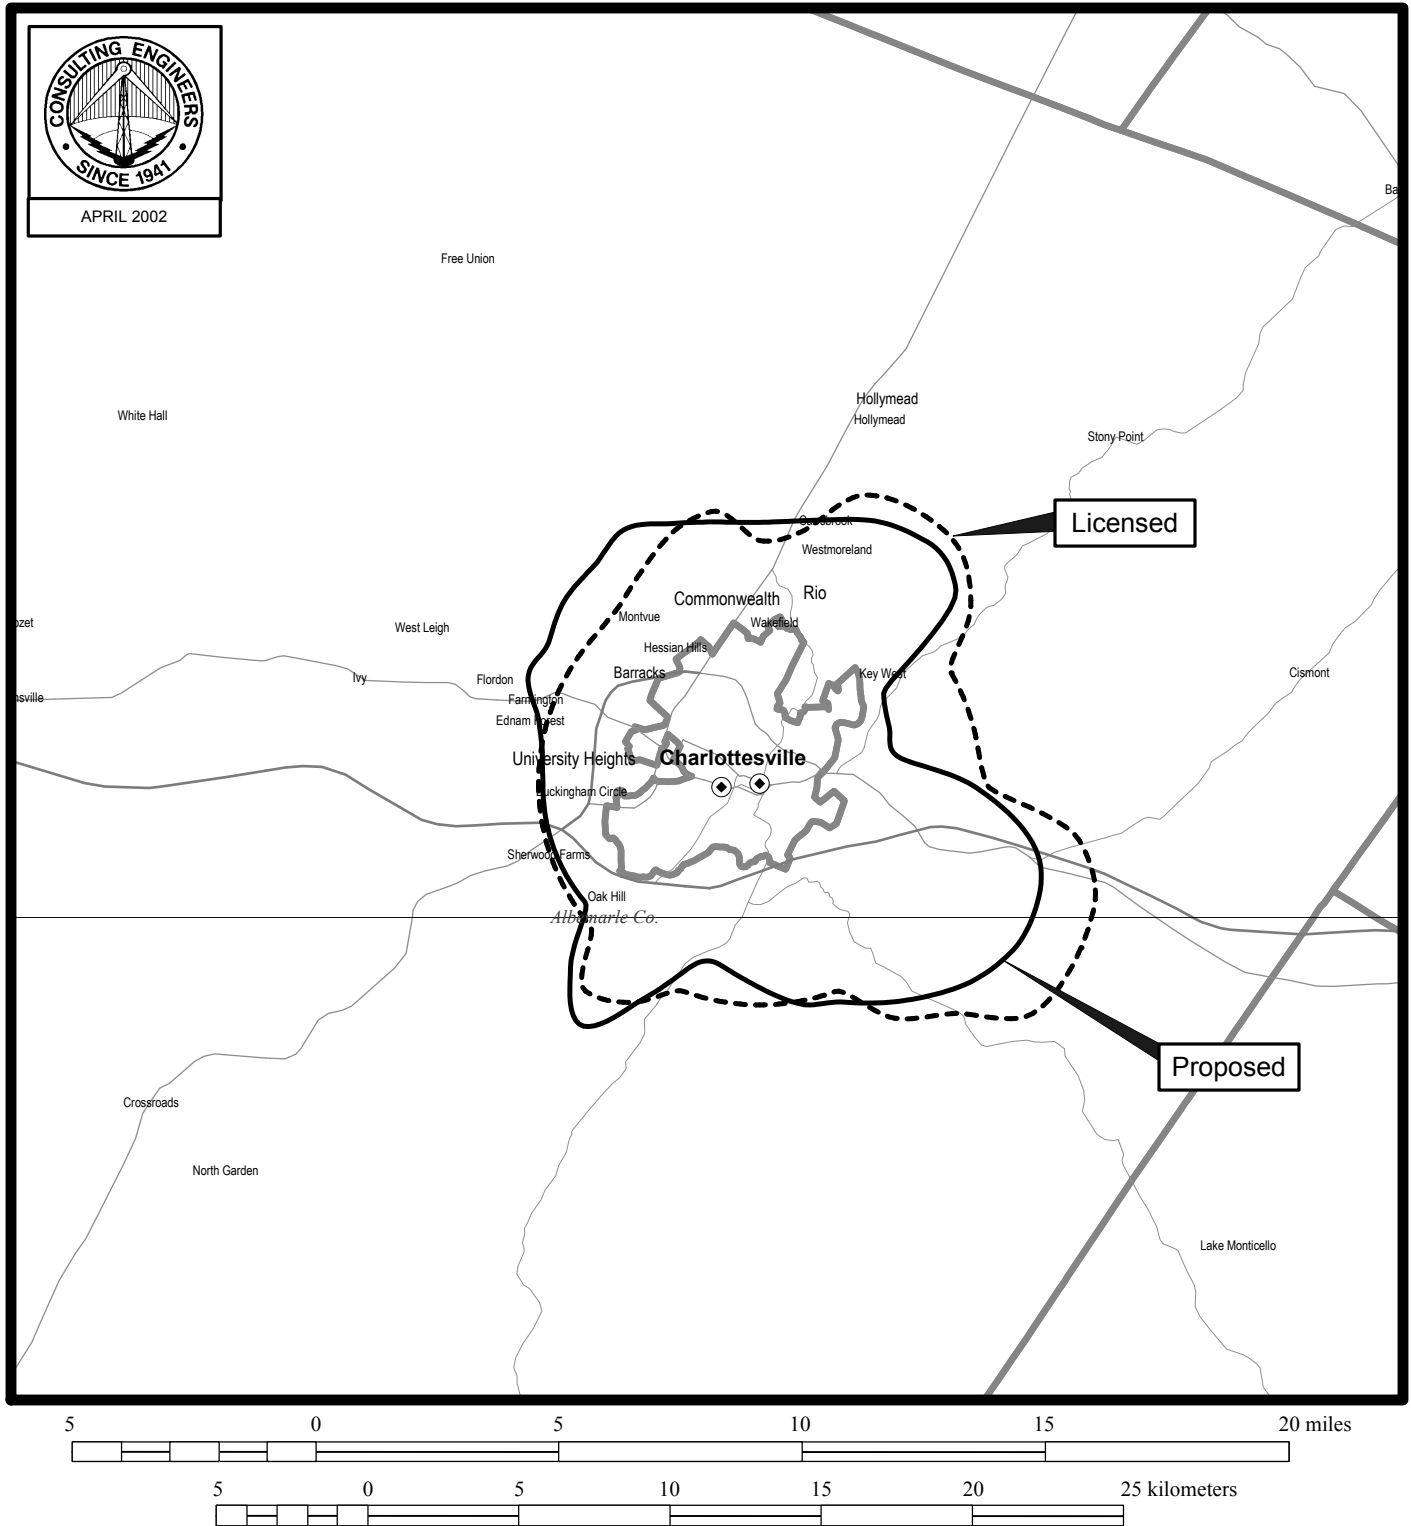 CONSULTING ENGINEERS
SINCE 1941
APRIL 2002
Ba
Free Union
Hollymead
Hollymead
White Hall
Stony Point
Licensed
Westmoreland
Rio
Commonwealth
Montvue
Wakefield
ozet
West Leigh
Hessian Hills
Barracks
Key West
Cismont
Ivy
Flordon
nsville
Farmington
Ednam Forest
University Heights
Charlottesville
Buckingham Circle
Sherwood Farms
Oak Hill
Albemarle Co.
Proposed
Crossroads
North Garden
Lake Monticello
5 0 5 10 15 20 miles
5 0 5 10 15 20 25 kilometers